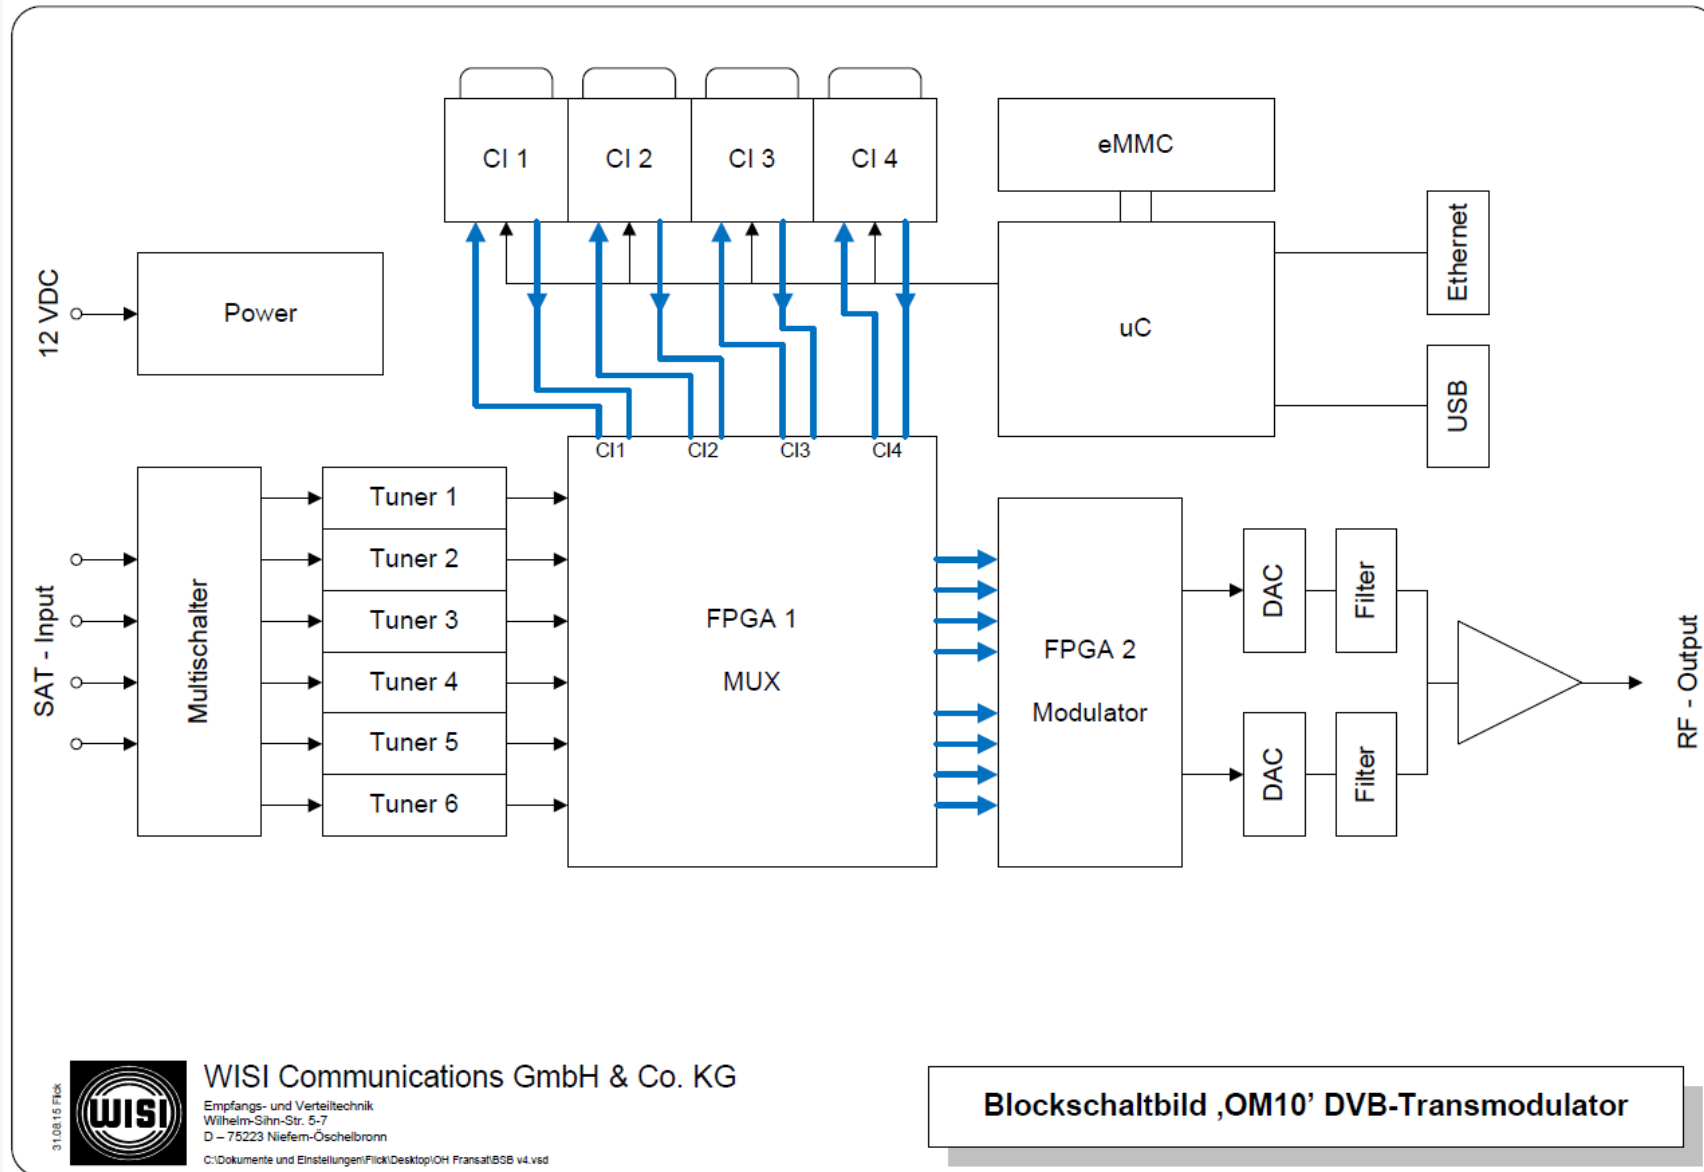 CI 1
CI 2
CI 3
CI 4
eMMC
Ethernet
12 VDC
Power
uC
USB
CI1
CI2
CI3
CI4
SAT - Input
Multischalter
Tuner 1
Tuner 2
Tuner 3
Tuner 4
Tuner 5
Tuner 6
FPGA 1
MUX
FPGA 2
Modulator
DAC
Filter
DAC
Filter
RF - Output
31.08.15 Flick
WISI
WISI Communications GmbH & Co. KG
Empfangs- und Verteiltechnik
Wilhelm-Sihn-Str. 5-7
D – 75223 Niefern-Öschelbronn
C:\Dokumente und Einstellungen\Flick\Desktop\OH Fransat\BSB v4.vsd
Blockschaltbild ‚OM10’ DVB-Transmodulator